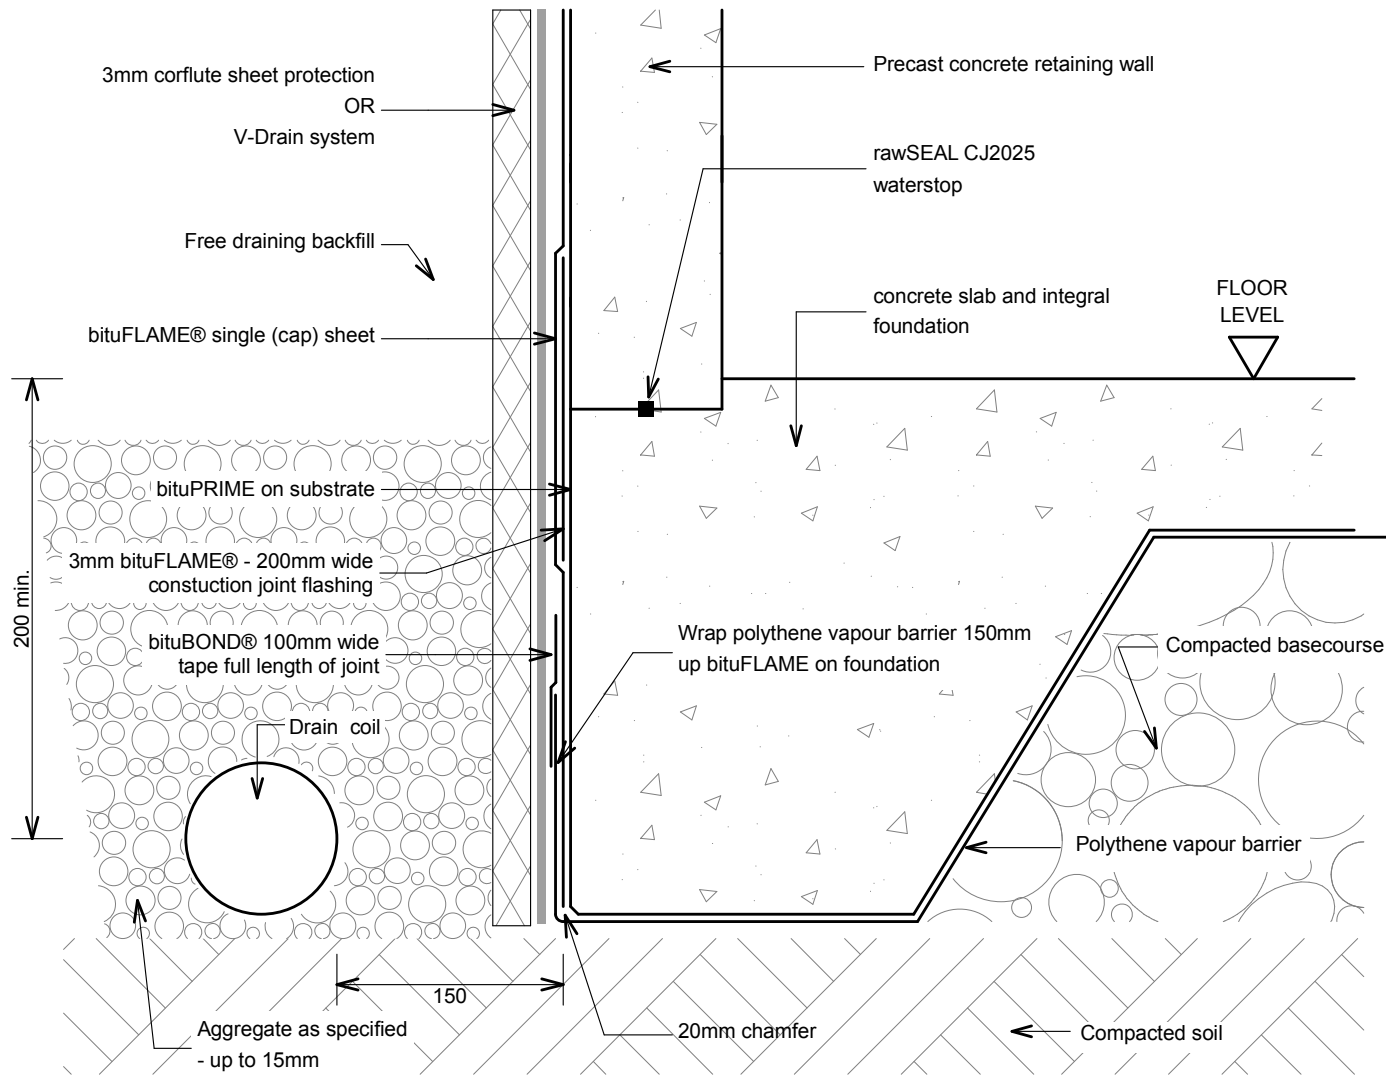 3mm corflute sheet protection
OR
V-Drain system
Precast concrete retaining wall
rawSEAL CJ2025
waterstop
Free draining backfill
concrete slab and integral
foundation
FLOOR
LEVEL
bituFLAME® single (cap) sheet
bituPRIME on substrate
3mm bituFLAME® - 200mm wide
constuction joint flashing
200 min.
bituBOND® 100mm wide
tape full length of joint
Wrap polythene vapour barrier 150mm
up bituFLAME on foundation
Compacted basecourse
Drain coil
Polythene vapour barrier
150
Aggregate as specified
- up to 15mm
20mm chamfer
Compacted soil